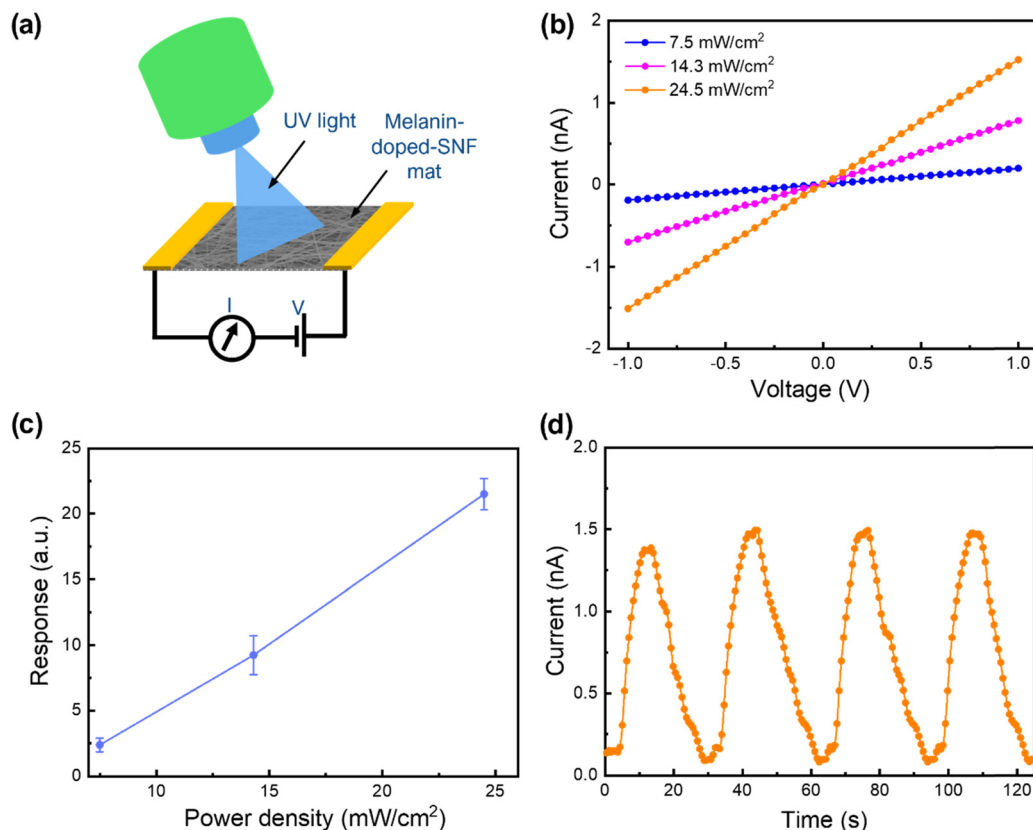 (a)
UV light
Melanin-
doped-SNF
mat
I
V
(b)
7.5 mW/cm²
14.3 mW/cm²
24.5 mW/cm²
2
1
0
-1
-2
Current (nA)
-1.0
-0.5
0.0
0.5
1.0
Voltage (V)
(c)
25
20
15
10
5
0
Response (a.u.)
10
15
20
25
Power density (mW/cm²)
(d)
2.0
1.5
1.0
0.5
0.0
Current (nA)
0
20
40
60
80
100
120
Time (s)